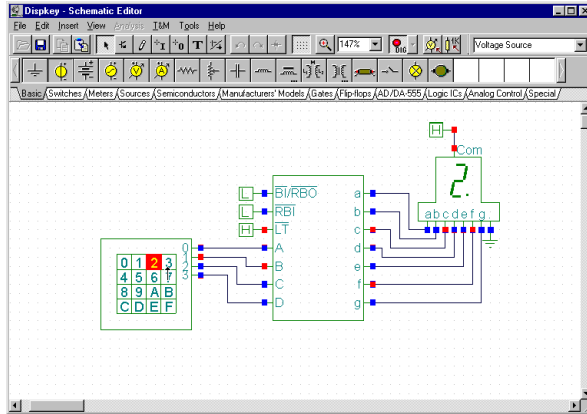 Dispkey - Schematic Editor
File Edit Insert View Analysis T&M Tools Help
147%
DIG
Voltage Source
Basic Switches Meters Sources Semiconductors Manufacturers' Models Gates Flip-flops AD/DA-555 Logic ICs Analog Control Special
H
Com
2.
abcdefg.
L BI/RBO a
L RBI b
H LT c
A d
B e
C f
D g
0
1
2
3
0 1 2 3
4 5 6 7
8 9 A B
C D E F